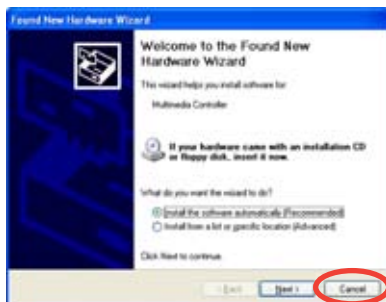 Found New Hardware Wizard
Welcome to the Found New
Hardware Wizard
This wizard helps you install software for:
Multimedia Controller
If your hardware came with an installation CD
or floppy disk, insert it now.
What do you want the wizard to do?
Install the software automatically (Recommended)
Install from a list or specific location (Advanced)
Click Next to continue.
< Back Next > Cancel